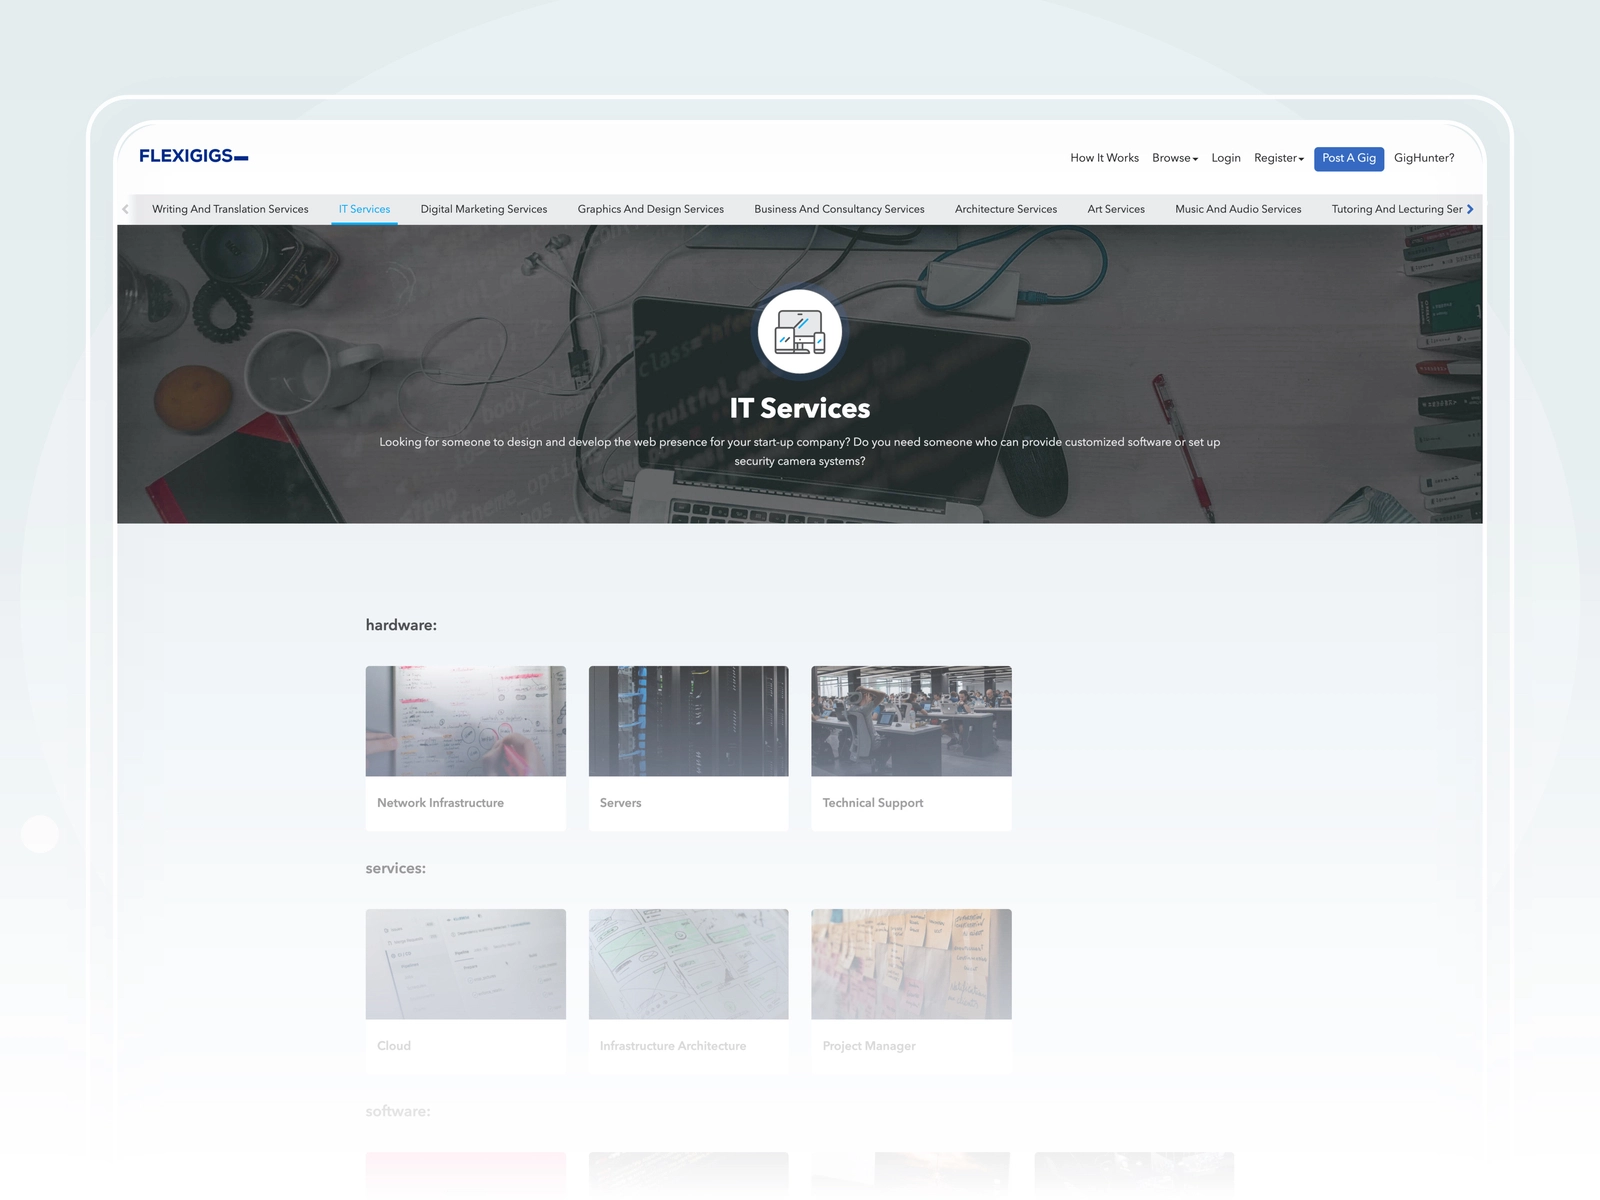 FLEXIGIGS
How It Works Browse Login Register Post A Gig GigHunter?
Writing And Translation Services IT Services Digital Marketing Services Graphics And Design Services Business And Consultancy Services Architecture Services Art Services Music And Audio Services Tutoring And Lecturing Ser
IT Services
Looking for someone to design and develop the web presence for your start-up company? Do you need someone who can provide customized software or set up
security camera systems?
hardware:
Network Infrastructure Servers Technical Support
services:
Cloud Infrastructure Architecture Project Manager
software: